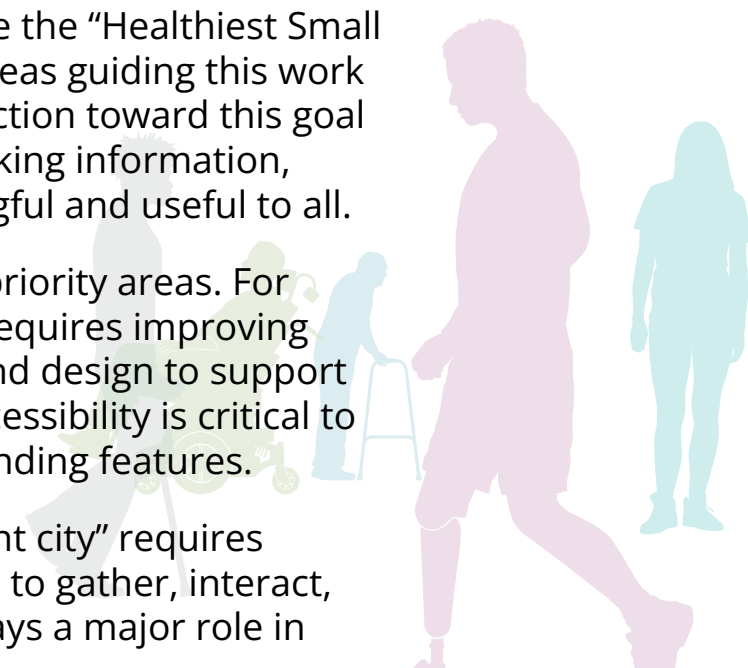 e the “Healthiest Small
eas guiding this work
ction toward this goal
king information,
gful and useful to all.
priority areas. For
equires improving
nd design to support
cessibility is critical to
nding features.
nt city” requires
to gather, interact,
ays a major role in